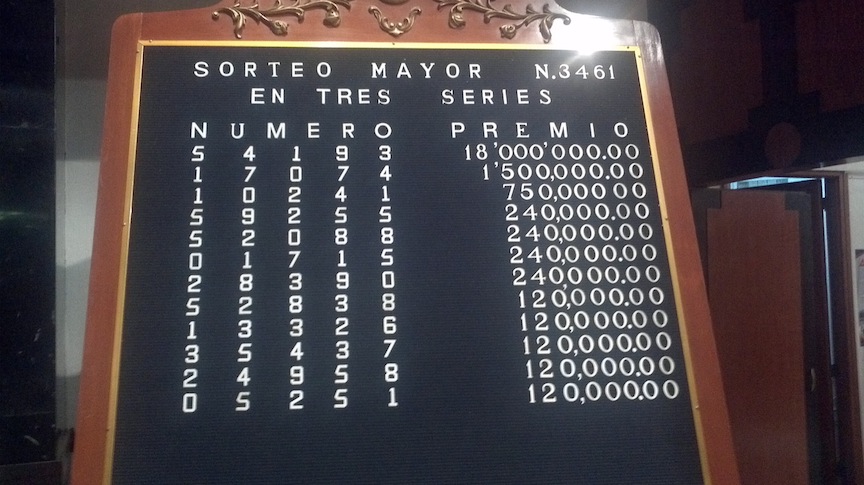 SORTEO MAYOR N.3461
EN TRES SERIES
NUMERO PREMIO
5 4 1 9 3 18'000'000.00
1 7 0 7 4 1'500,000.00
1 0 2 4 1 750,000 00
5 9 2 5 5 240,000.00
5 2 0 8 8 240,000.00
0 1 7 1 5 240,000.00
2 8 3 9 0 240,000.00
5 2 8 3 8 120,000.00
1 3 3 2 6 120,000.00
3 5 4 3 7 120,000.00
2 4 9 5 8 120,000.00
0 5 2 5 1 120,000.00